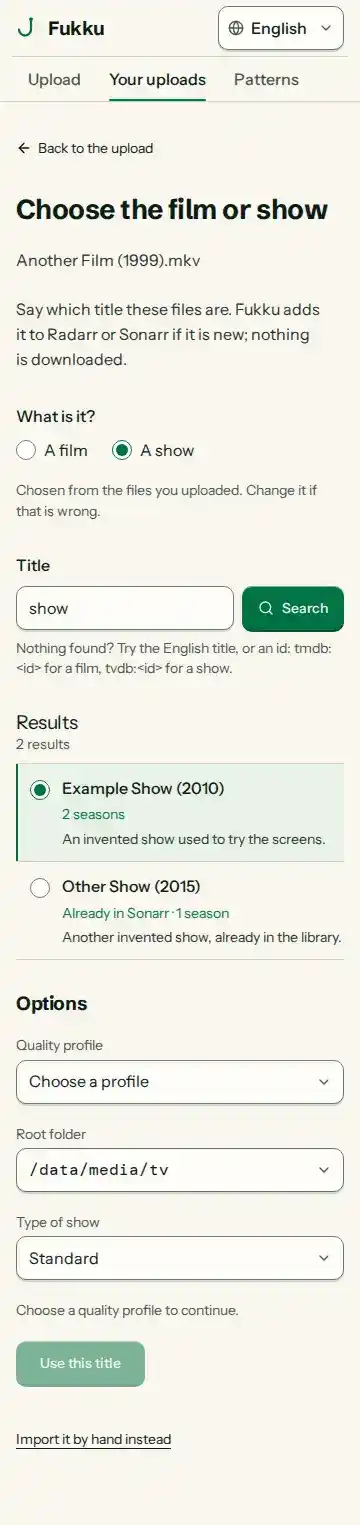 Fukku
English
Upload
Your uploads
Patterns
Back to the upload
Choose the film or show
Another Film (1999).mkv
Say which title these files are. Fukku adds
it to Radarr or Sonarr if it is new; nothing
is downloaded.
What is it?
A film
A show
Chosen from the files you uploaded. Change it if
that is wrong.
Title
show
Search
Nothing found? Try the English title, or an id: tmdb:
<id> for a film, tvdb:<id> for a show.
Results
2 results
Example Show (2010)
2 seasons
An invented show used to try the screens.
Other Show (2015)
Already in Sonarr · 1 season
Another invented show, already in the library.
Options
Quality profile
Choose a profile
Root folder
/data/media/tv
Type of show
Standard
Choose a quality profile to continue.
Use this title
Import it by hand instead